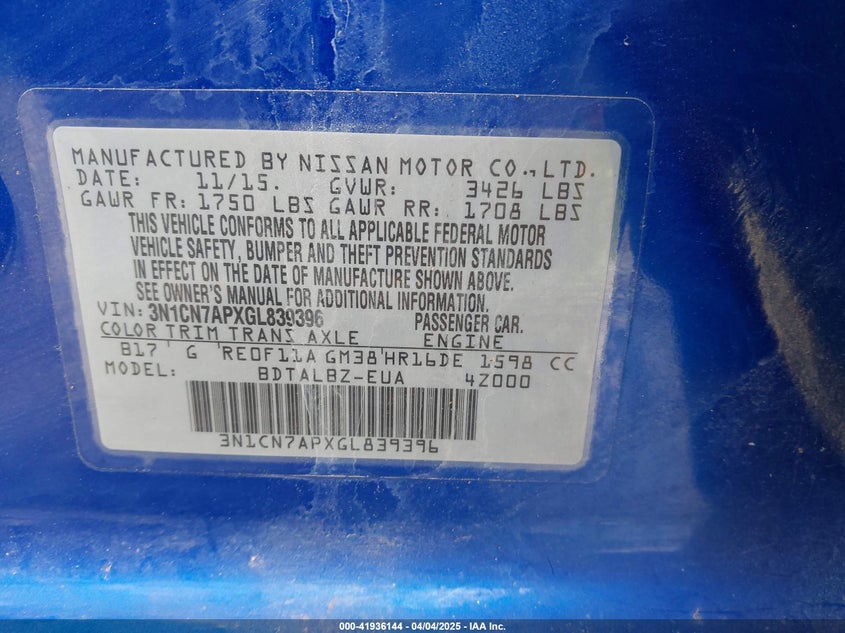 MANUFACTURED BY NISSAN MOTOR CO.,LTD.
DATE: 11/15. GVWR: 3426 LBS
GAWR FR: 1750 LBS GAWR RR: 1708 LBS
THIS VEHICLE CONFORMS TO ALL APPLICABLE FEDERAL MOTOR
VEHICLE SAFETY, BUMPER AND THEFT PREVENTION STANDARDS
IN EFFECT ON THE DATE OF MANUFACTURE SHOWN ABOVE.
SEE OWNER'S MANUAL FOR ADDITIONAL INFORMATION.
VIN: 3N1CN7APXGL839396 PASSENGER CAR.
COLOR TRIM TRANS AXLE ENGINE
B17 G RE0F11A GM38 HR16DE 1598 CC
MODEL: BDTALBZ-EUA 4Z000
3N1CN7APXGL839396
000-41936144 - 04/04/2025 - IAA Inc.